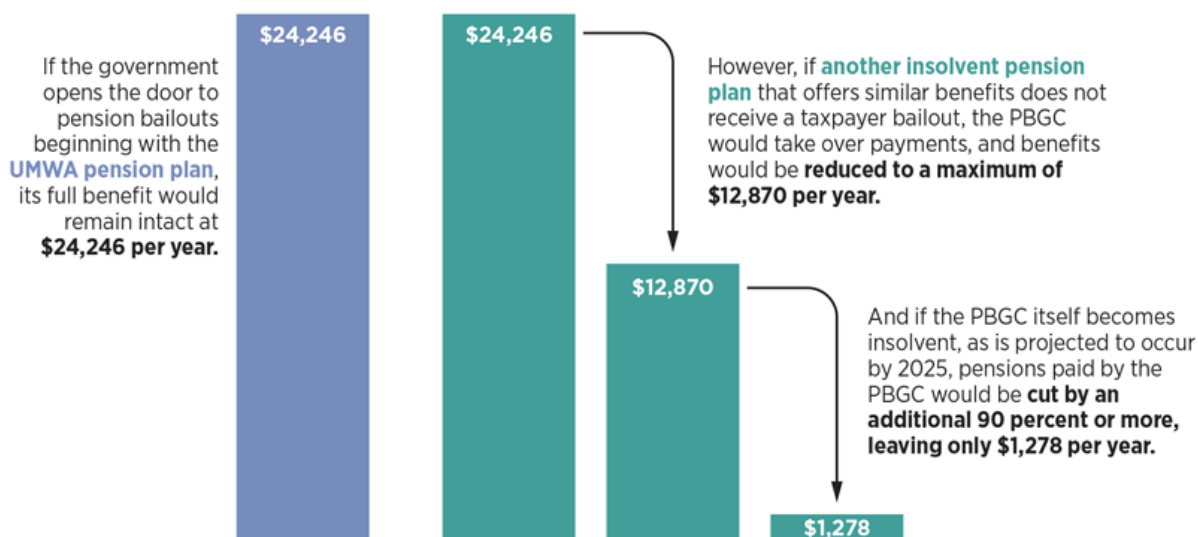 If the government
opens the door to
pension bailouts
beginning with the
UMWA pension plan,
its full benefit would
remain intact at
$24,246 per year.
$24,246
$24,246
However, if another insolvent pension
plan that offers similar benefits does not
receive a taxpayer bailout, the PBGC
would take over payments, and benefits
would be reduced to a maximum of
$12,870 per year.
$12,870
And if the PBGC itself becomes
insolvent, as is projected to occur
by 2025, pensions paid by the
PBGC would be cut by an
additional 90 percent or more,
leaving only $1,278 per year.
$1,278